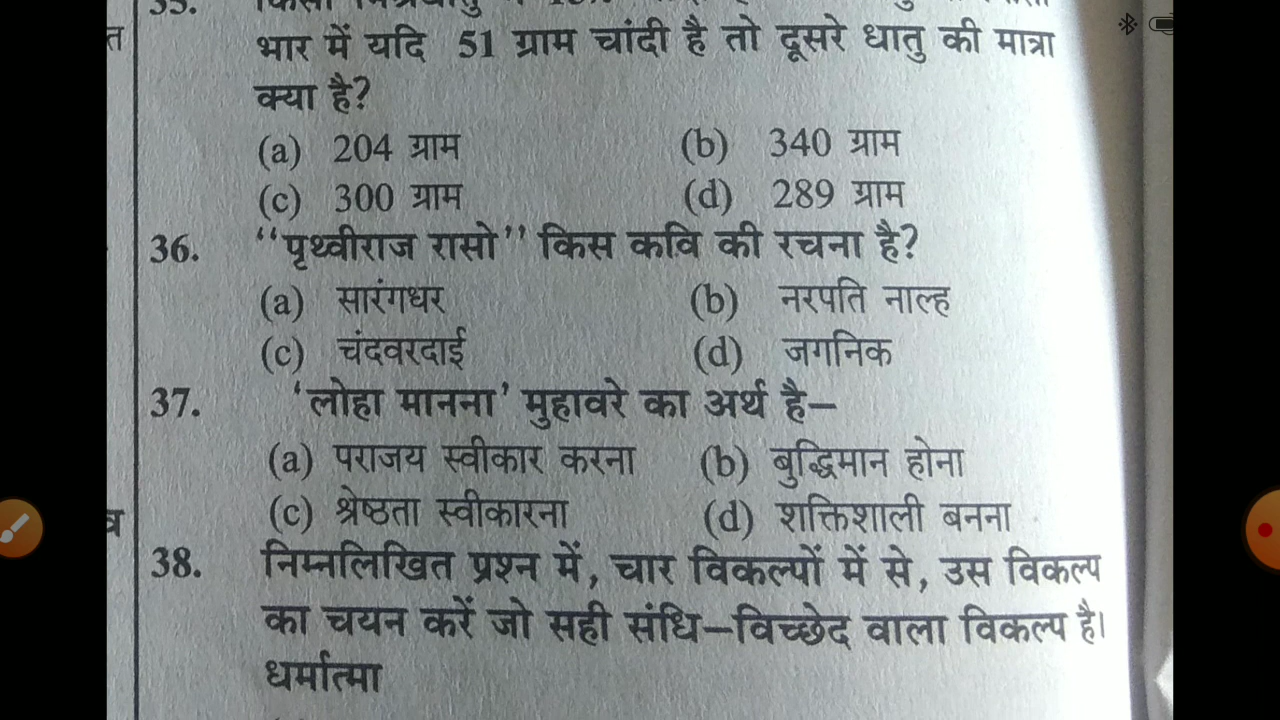 35.
भार में यदि 51 ग्राम चांदी है तो दूसरे धातु की मात्रा
क्या है?
(a) 204 ग्राम (b) 340 ग्राम
(c) 300 ग्राम (d) 289 ग्राम
36. “पृथ्वीराज रासो” किस कवि की रचना है?
(a) सारंगधर (b) नरपति नाल्ह
(c) चंदवरदाई (d) जगनिक
37. ‘लोहा मानना’ मुहावरे का अर्थ है–
(a) पराजय स्वीकार करना (b) बुद्धिमान होना
(c) श्रेष्ठता स्वीकारना (d) शक्तिशाली बनना
38. निम्नलिखित प्रश्न में, चार विकल्पों में से, उस विकल्प
का चयन करें जो सही संधि–विच्छेद वाला विकल्प है।
धर्मात्मा